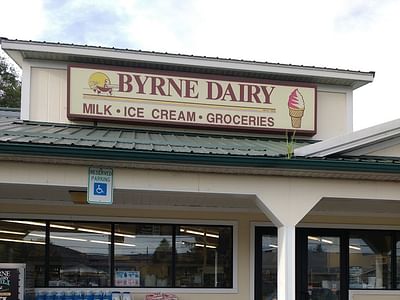 BYRNE DAIRY
MILK • ICE CREAM • GROCERIES
RESERVED
PARKING